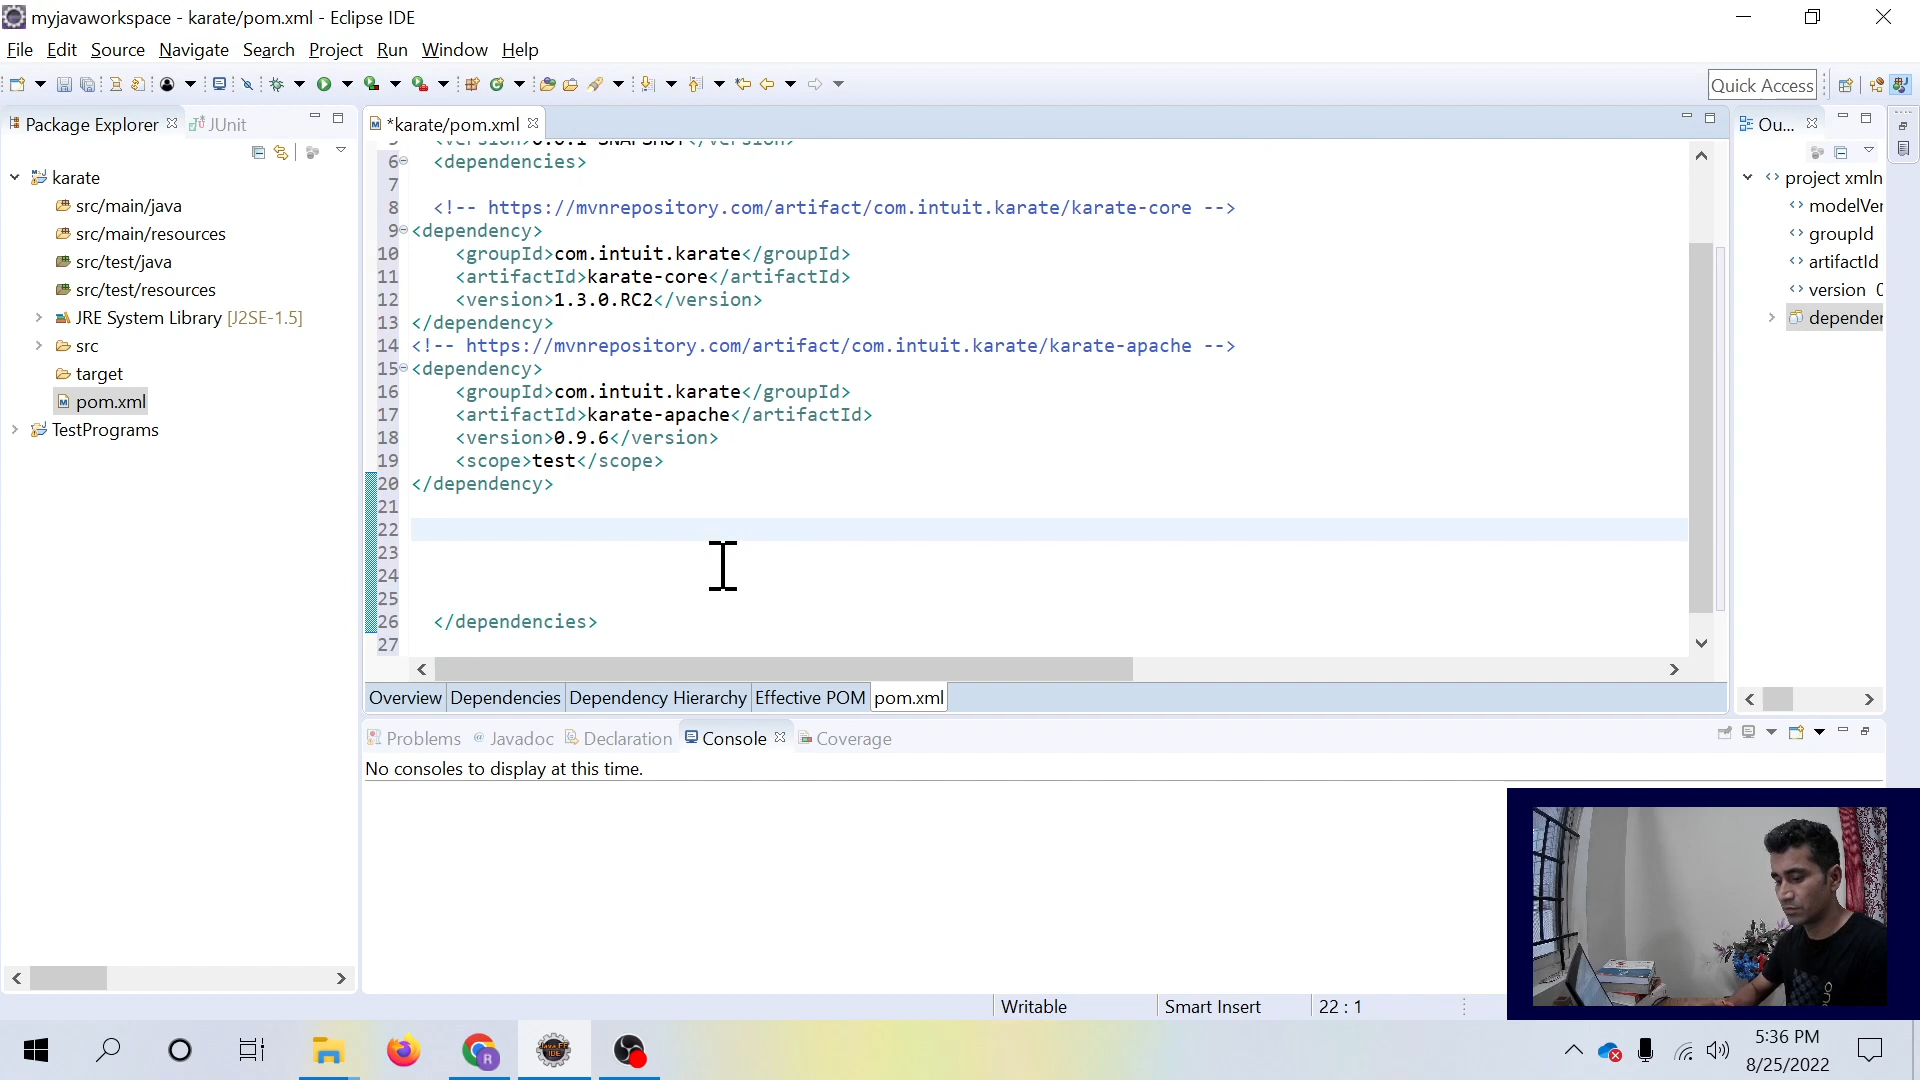 myjavaworkspace - karate/pom.xml - Eclipse IDE
File Edit Source Navigate Search Project Run Window Help
Quick Access
Package Explorer
JUnit
*karate/pom.xml
Ou...
karate
src/main/java
src/main/resources
src/test/java
src/test/resources
JRE System Library [J2SE-1.5]
src
target
pom.xml
TestPrograms
6 <dependencies>
7
8 <!-- https://mvnrepository.com/artifact/com.intuit.karate/karate-core -->
9 <dependency>
10 <groupId>com.intuit.karate</groupId>
11 <artifactId>karate-core</artifactId>
12 <version>1.3.0.RC2</version>
13 </dependency>
14 <!-- https://mvnrepository.com/artifact/com.intuit.karate/karate-apache -->
15 <dependency>
16 <groupId>com.intuit.karate</groupId>
17 <artifactId>karate-apache</artifactId>
18 <version>0.9.6</version>
19 <scope>test</scope>
20 </dependency>
21
22
23
24
25
26 </dependencies>
27
project xmln
modelVer
groupId
artifactId
version 0
depender
Overview Dependencies Dependency Hierarchy Effective POM pom.xml
Problems Javadoc Declaration Console Coverage
No consoles to display at this time.
Writable Smart Insert 22 : 1
5:36 PM
8/25/2022